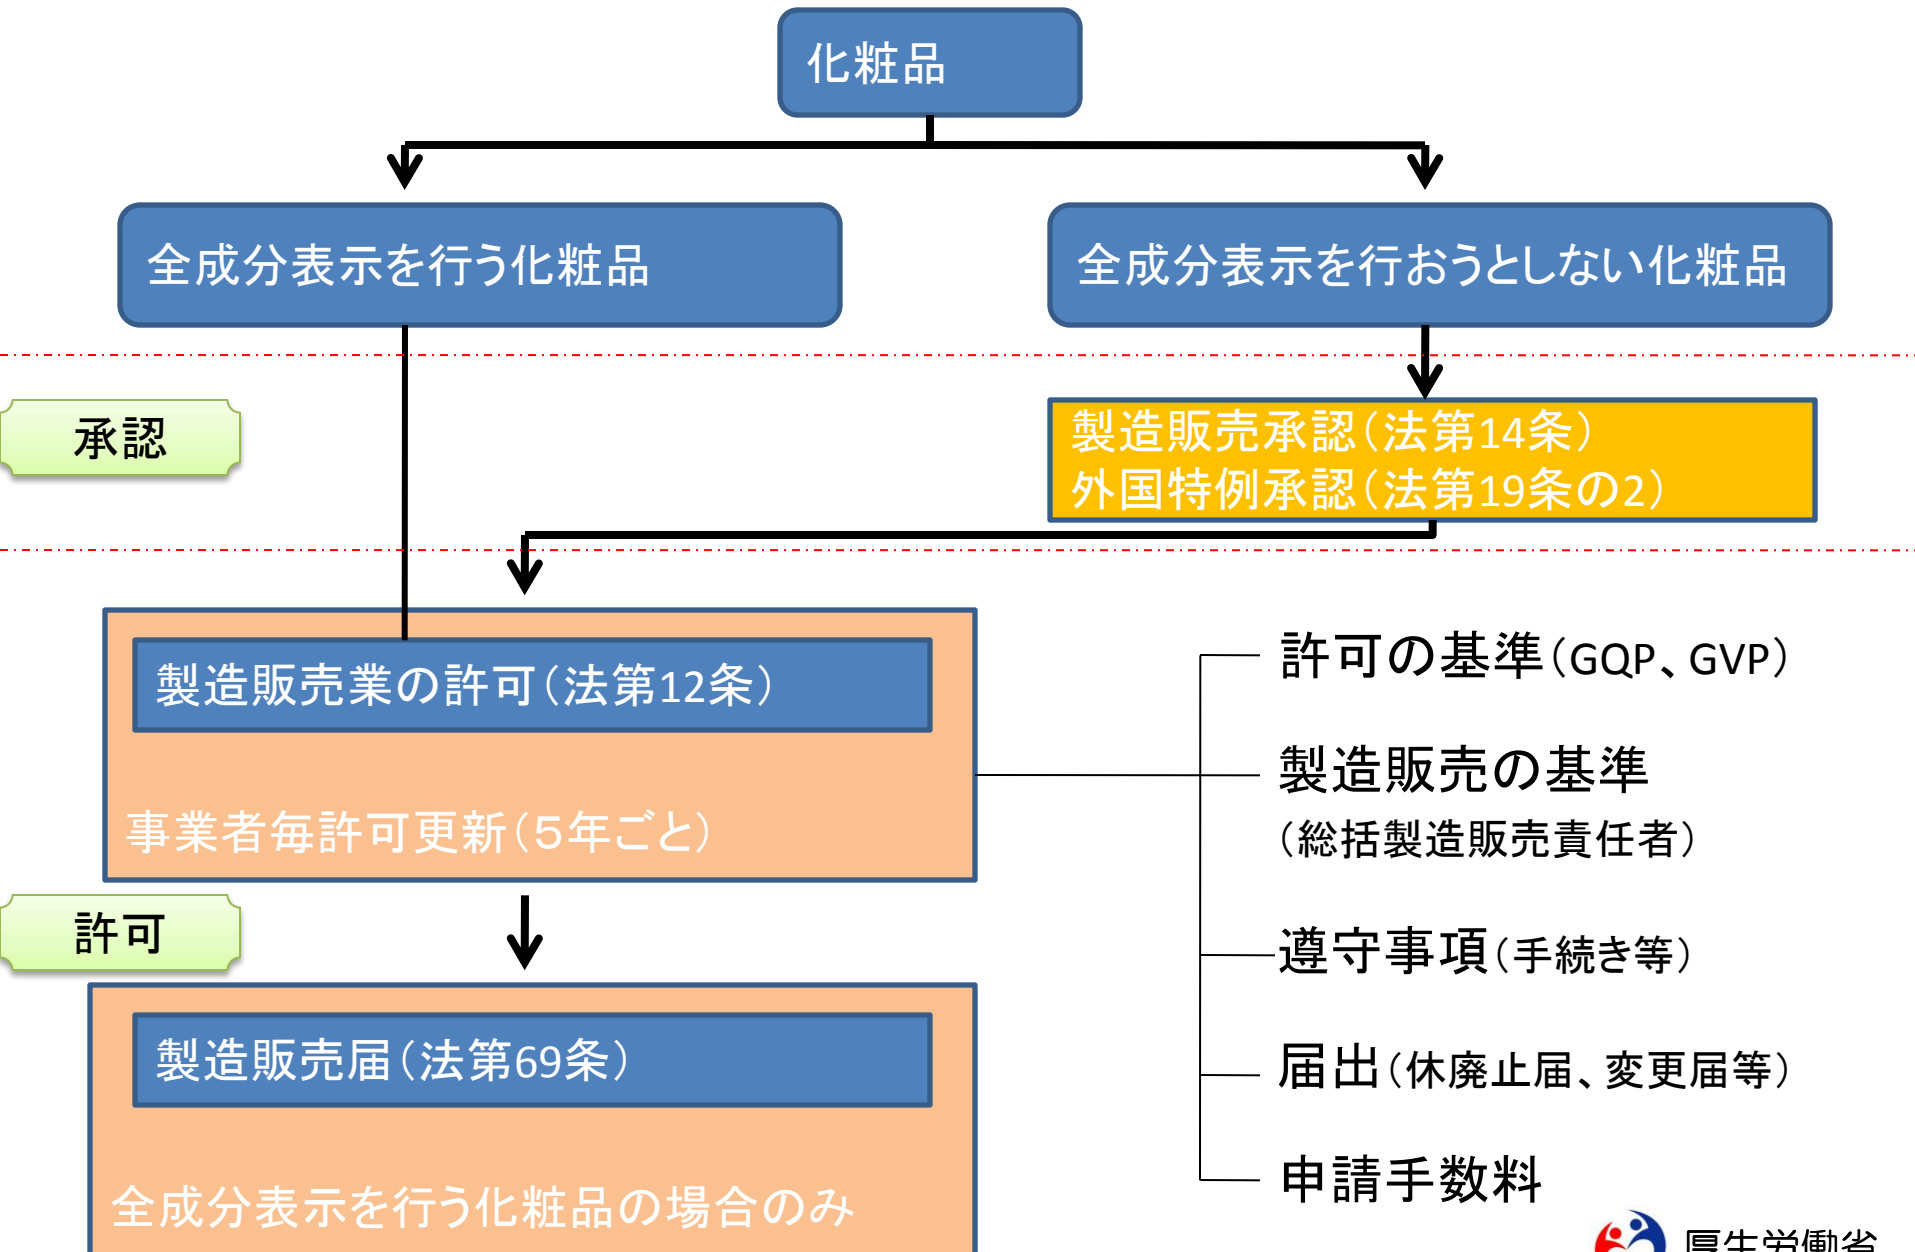 化粧品
全成分表示を行う化粧品
全成分表示を行おうとしない化粧品
承認
製造販売承認（法第14条）
外国特例承認（法第19条の2）
製造販売業の許可（法第12条）
事業者毎許可更新（５年ごと）
許可の基準（GQP、GVP）
製造販売の基準
（総括製造販売責任者）
遵守事項（手続き等）
届出（休廃止届、変更届等）
申請手数料
許可
製造販売届（法第69条）
全成分表示を行う化粧品の場合のみ
厚生労働省